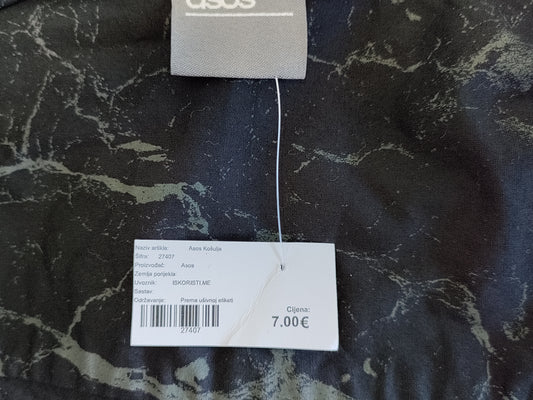 asos
Naziv artikla: Asos Košulja
Šifra: 27407
Proizvođač: Asos
Zemlja porijekla:
Uvoznik: ISKORISTI.ME
Sastav:
Održavanje: Prema ušivnoj etiketi
Cijena:
7,00€
27407